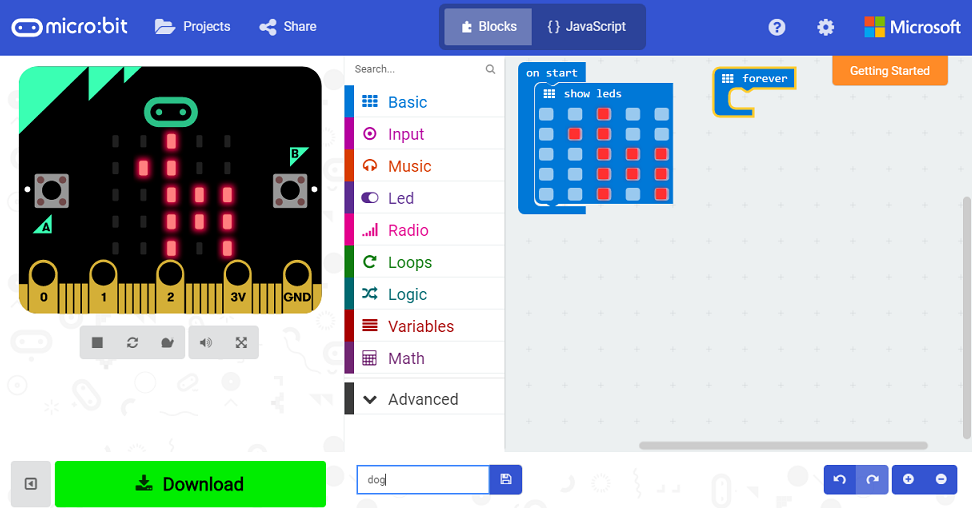 micro:bit Projects Share Blocks {} JavaScript ? Microsoft
Search...
Basic
Input
Music
Led
Radio
Loops
Logic
Variables
Math
Advanced
on start
show leds
forever
Getting Started
A
B
0 1 2 3V GND
Download
dog